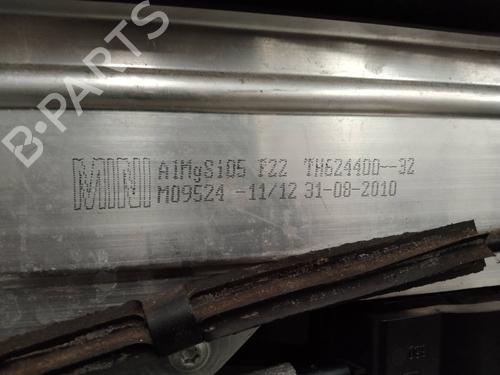 B-PARTS
MINI AlMgSi05 F22 TH624400--32
M09524 -11/12 31-08-2010